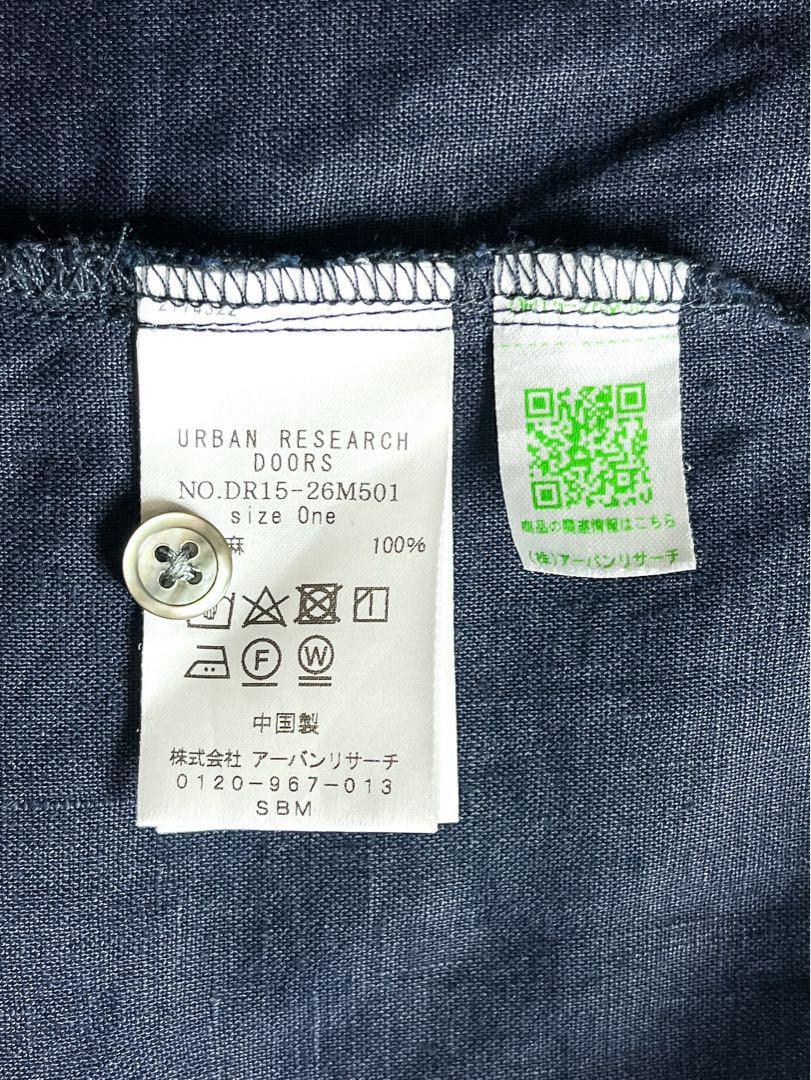 URBAN RESEARCH
DOORS
NO.DR15-26M501
size One
麻 100%
F W
中国製
株式会社 アーバンリサーチ
0120-967-013
SBM
商品の関連情報はこちら
(株)アーバンリサーチ